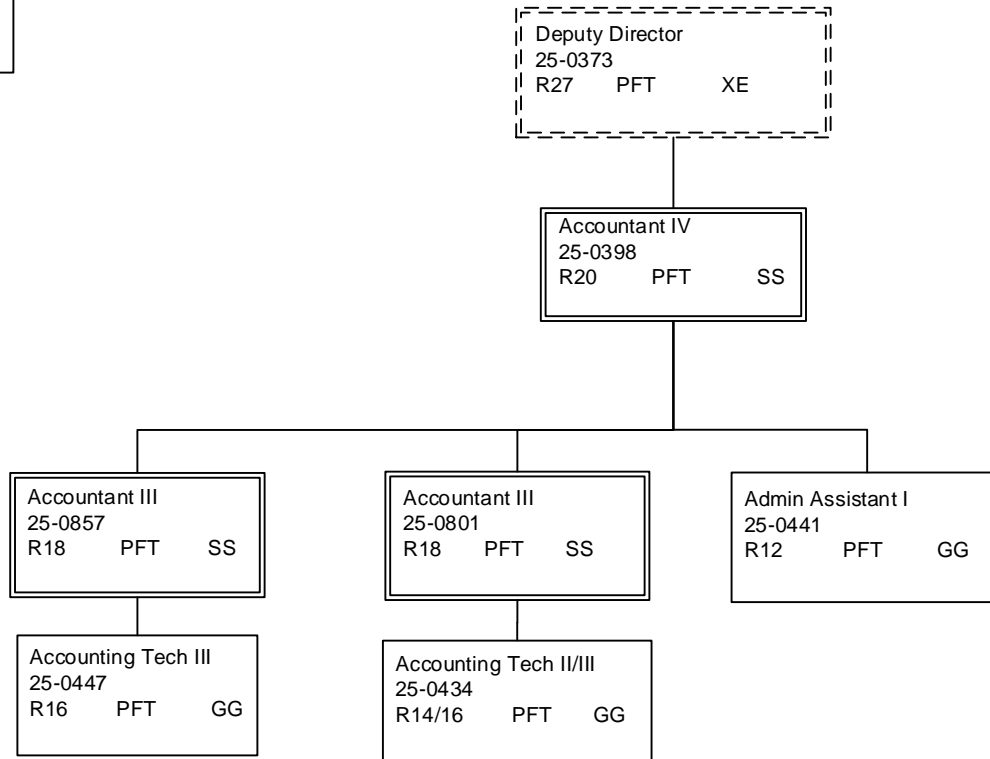 Deputy Director
25-0373
R27 PFT XE
Accountant IV
25-0398
R20 PFT SS
Accountant III
25-0857
R18 PFT SS
Accountant III
25-0801
R18 PFT SS
Admin Assistant I
25-0441
R12 PFT GG
Accounting Tech III
25-0447
R16 PFT GG
Accounting Tech II/III
25-0434
R14/16 PFT GG